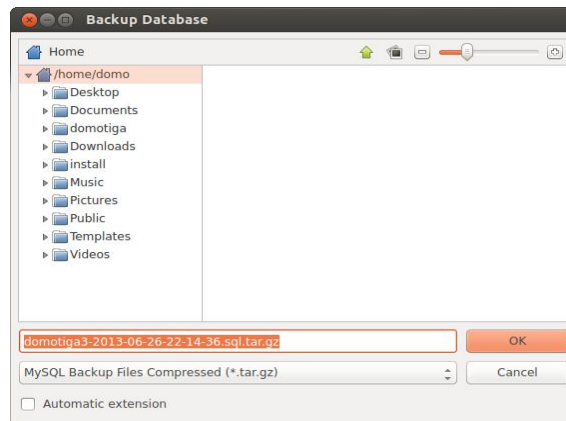 Backup Database
Home
/home/domo
Desktop
Documents
domotiga
Downloads
install
Music
Pictures
Public
Templates
Videos
domotiga3-2013-06-26-22-14-36.sql.tar.gz
OK
MySQL Backup Files Compressed (*.tar.gz)
Cancel
Automatic extension